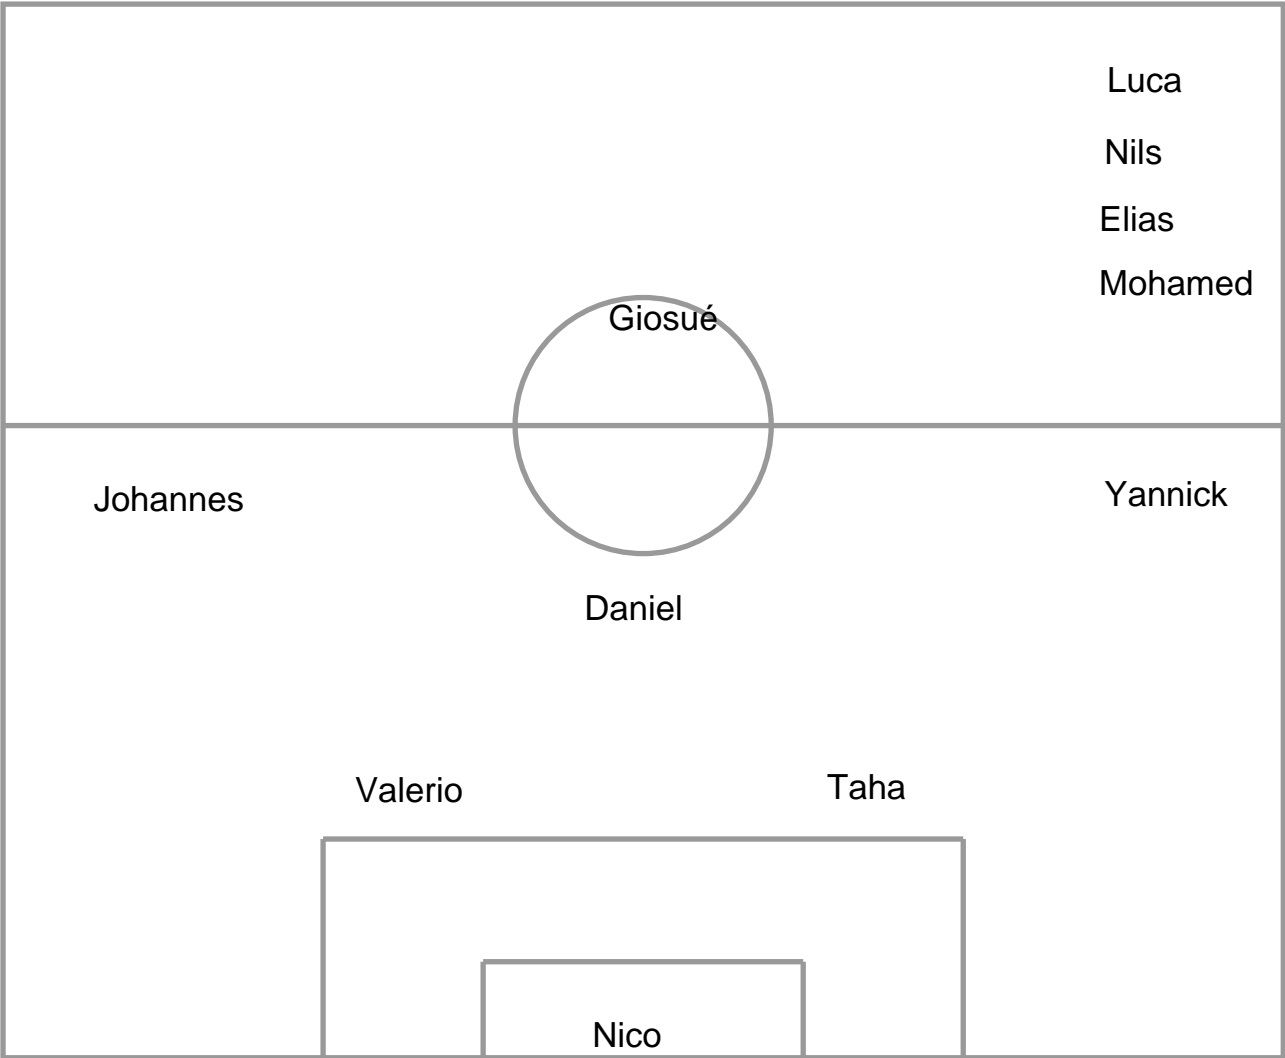 Luca
Nils
Elias
Mohamed
Giosué
Johannes
Yannick
Daniel
Valerio
Taha
Nico